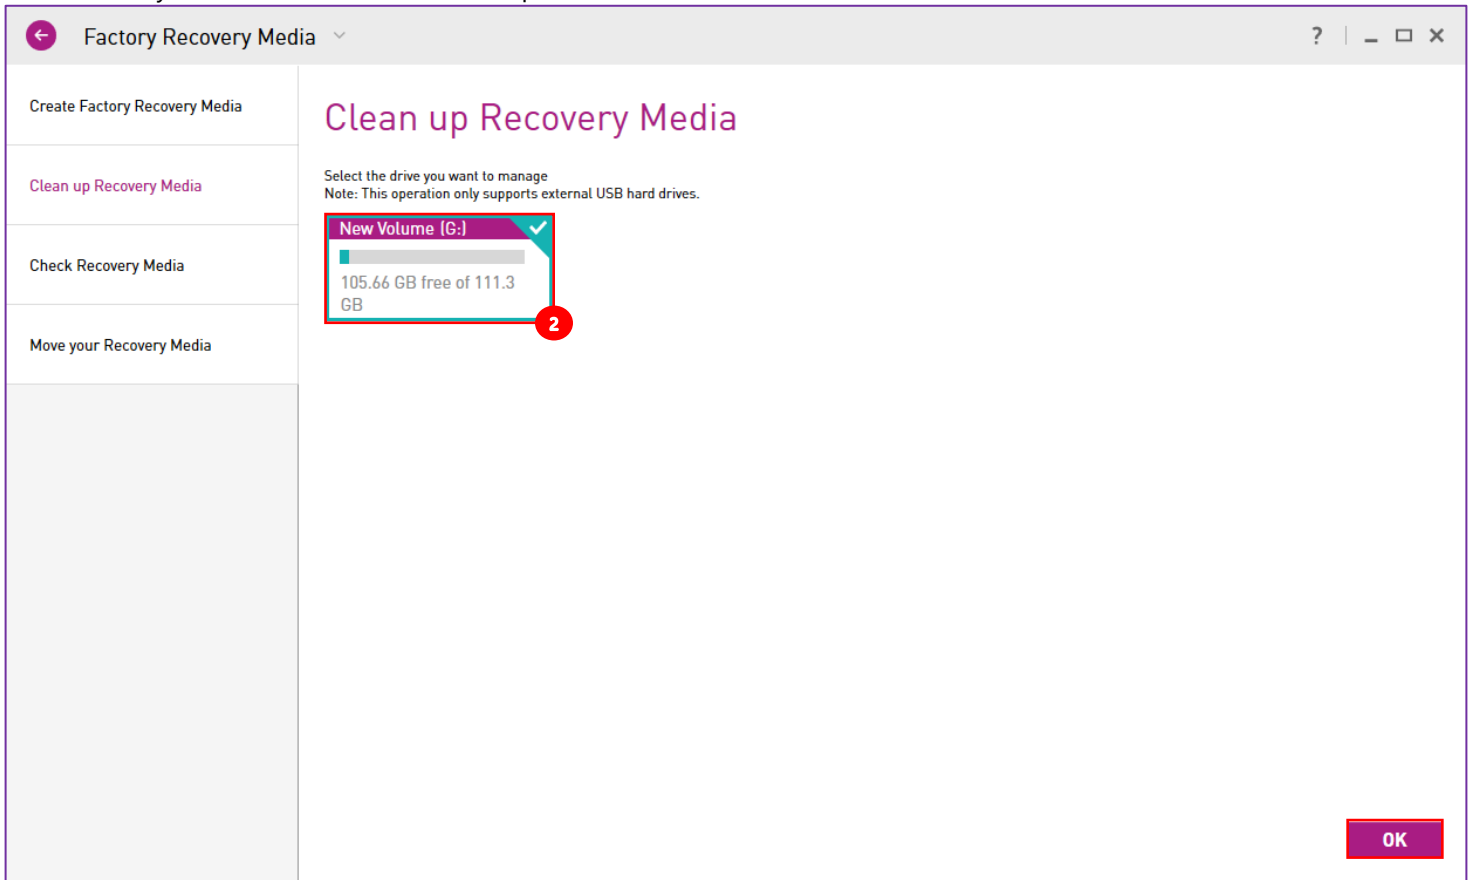 Factory Recovery Media
?
Create Factory Recovery Media
Clean up Recovery Media
Check Recovery Media
Move your Recovery Media
Clean up Recovery Media
Select the drive you want to manage
Note: This operation only supports external USB hard drives.
New Volume (G:)
105.66 GB free of 111.3
GB
2
OK